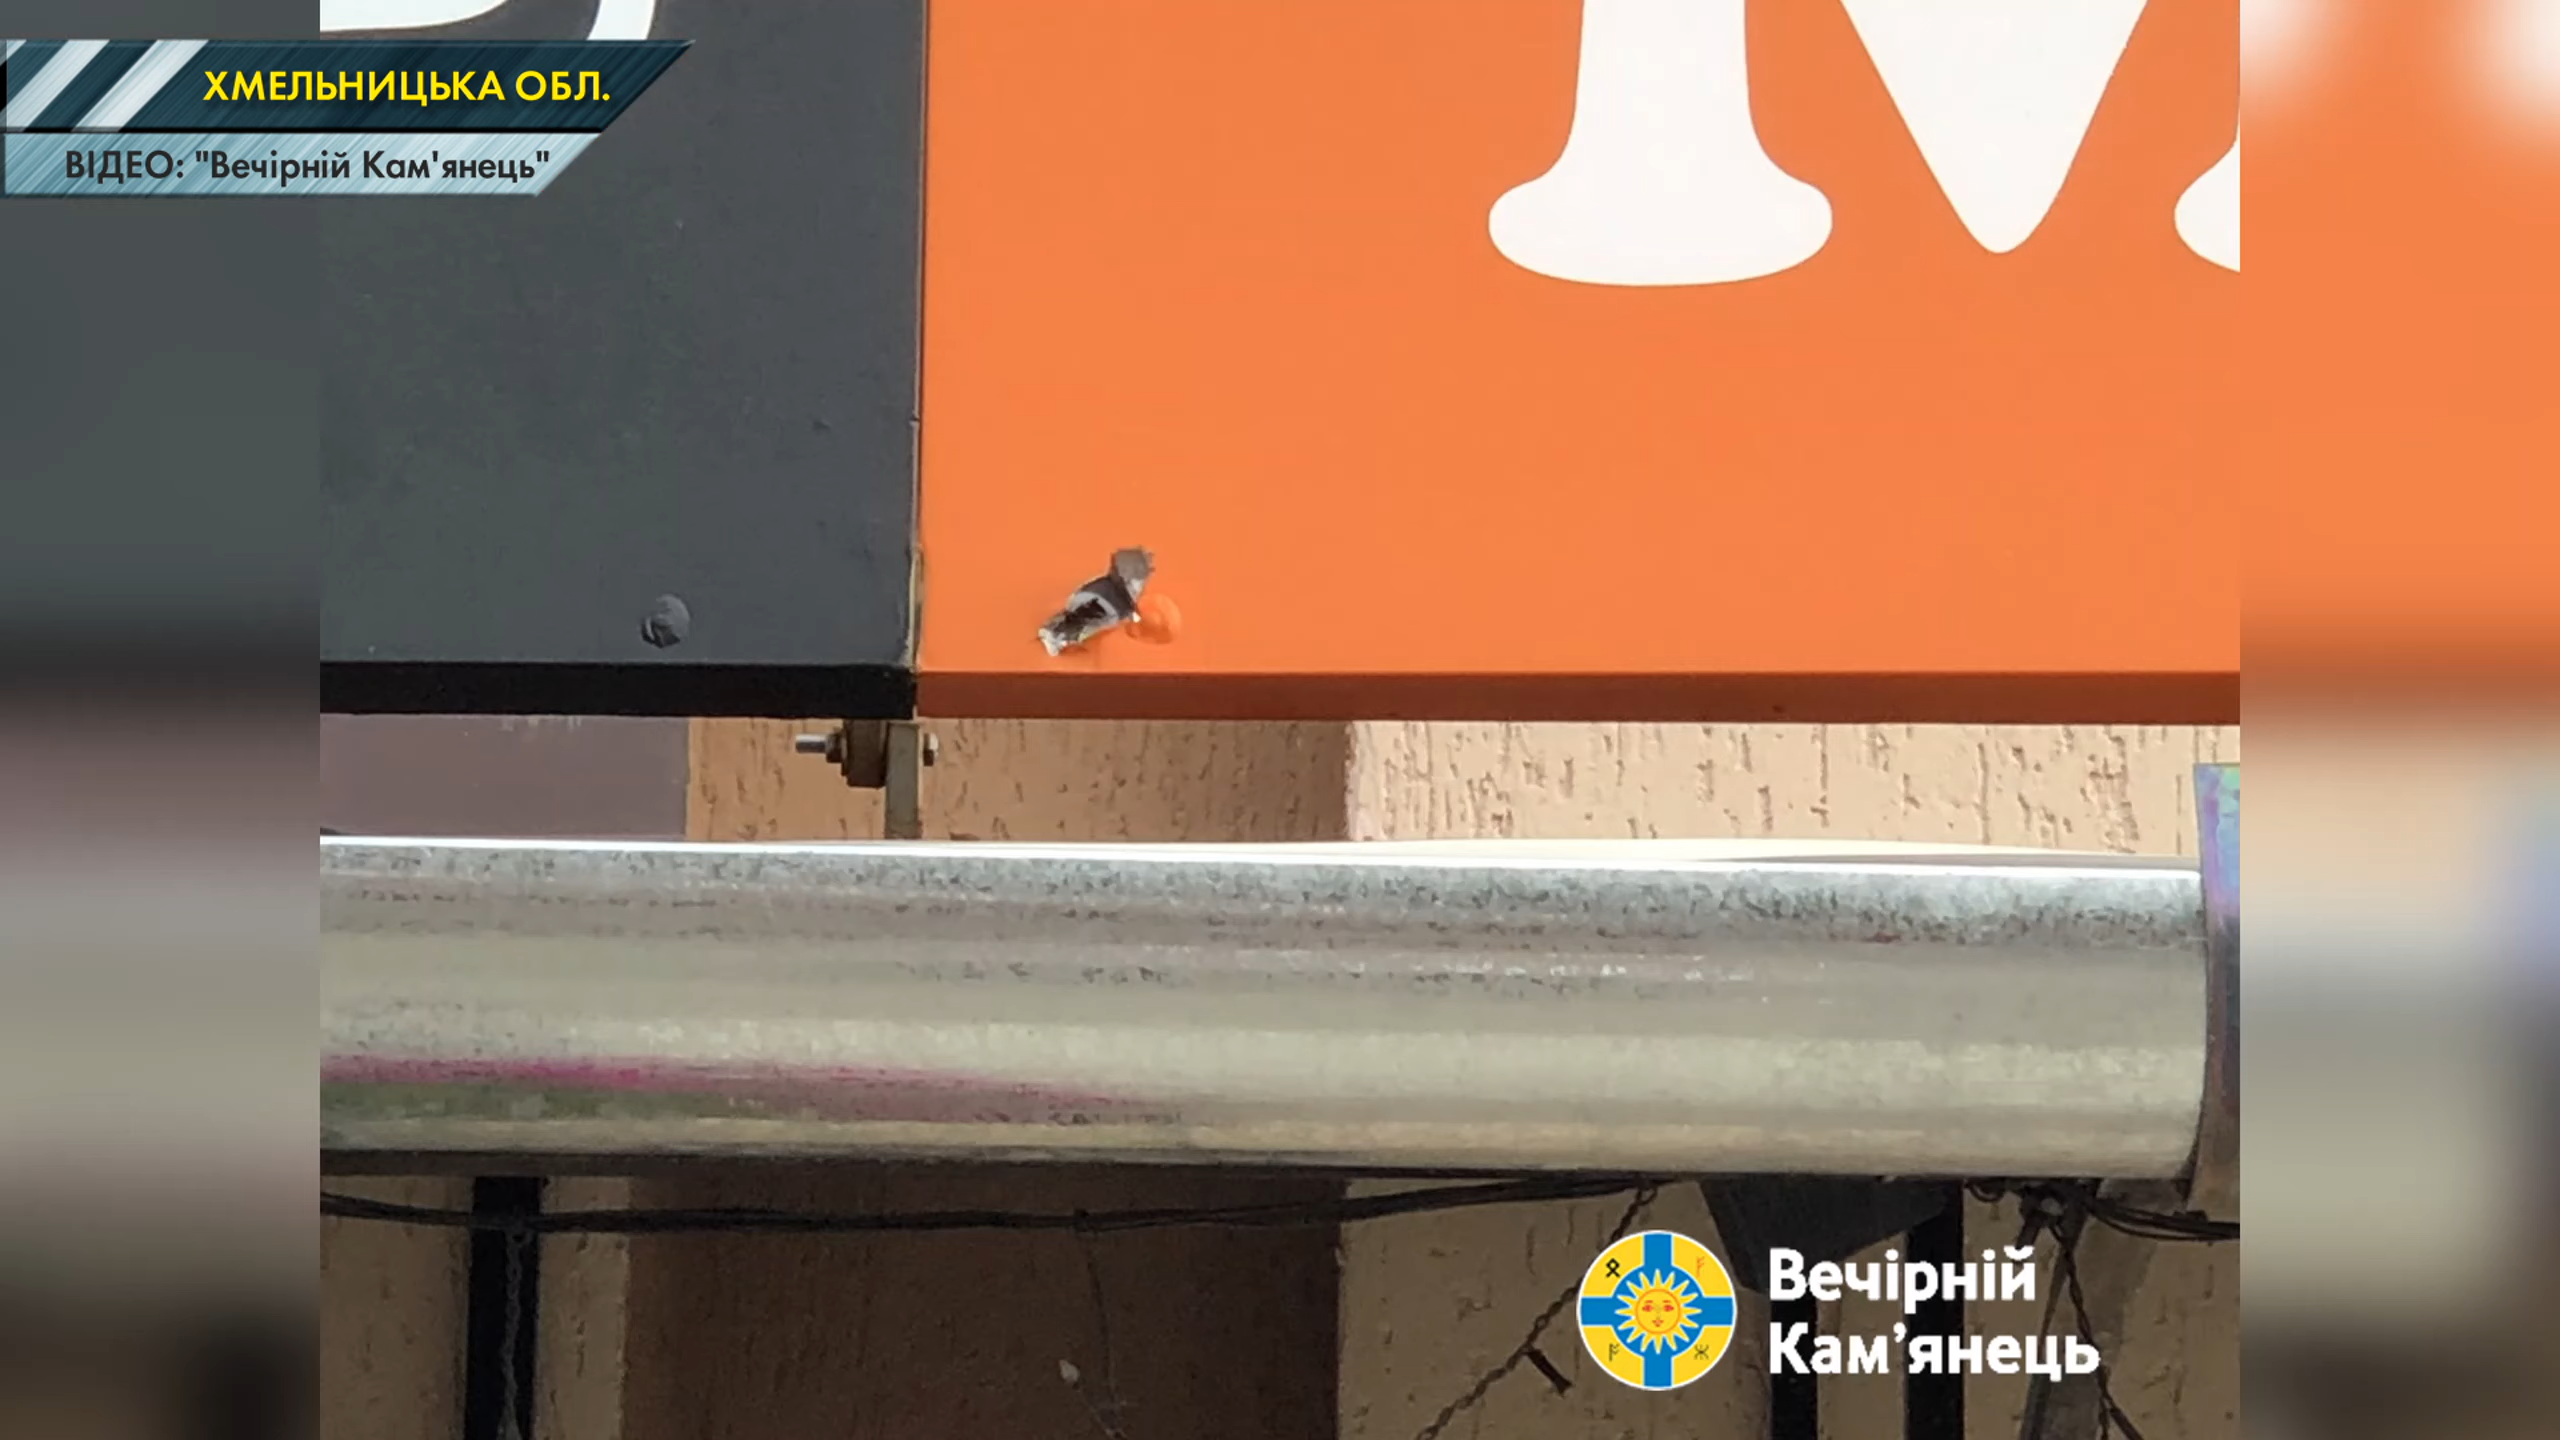 ХМЕЛЬНИЦЬКА ОБЛ.
ВІДЕО: "Вечірній Кам'янець"
М
Вечірній
Кам’янець